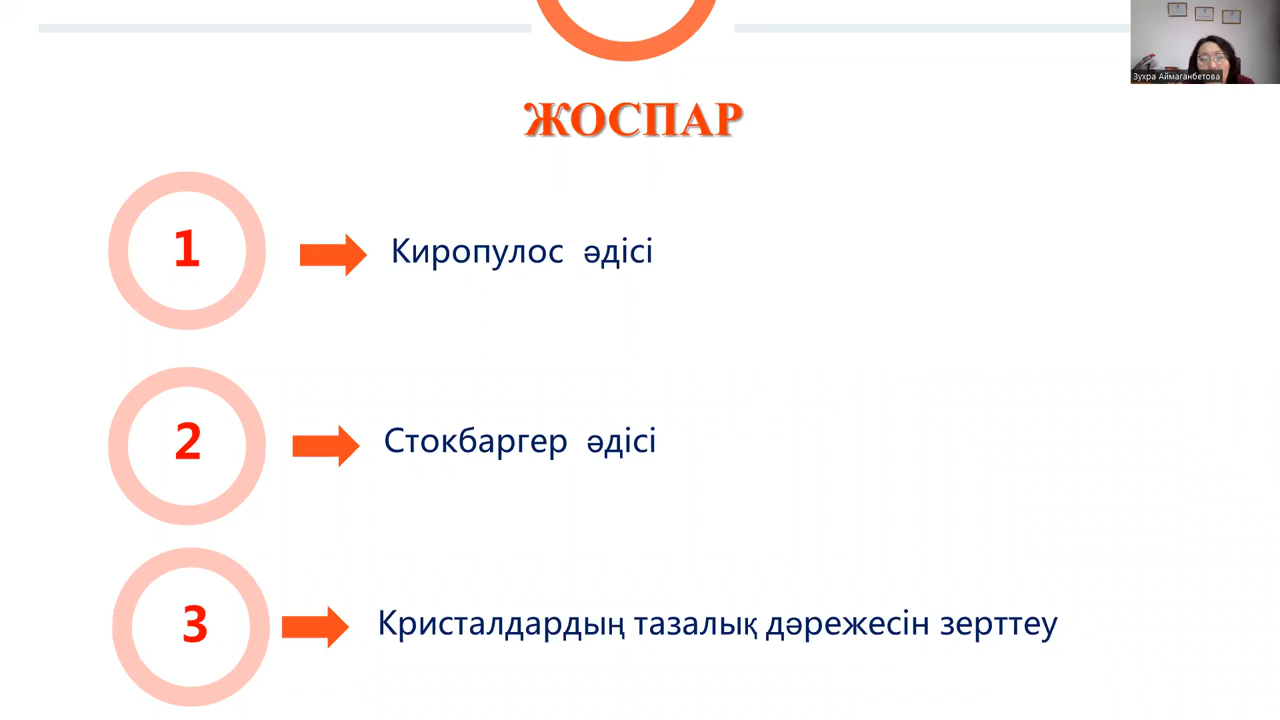 Зухра Аймаганбетова
ЖОСПАР
1
Киропулос әдісі
2
Стокбаргер әдісі
3
Кристалдардың тазалық дәрежесін зерттеу